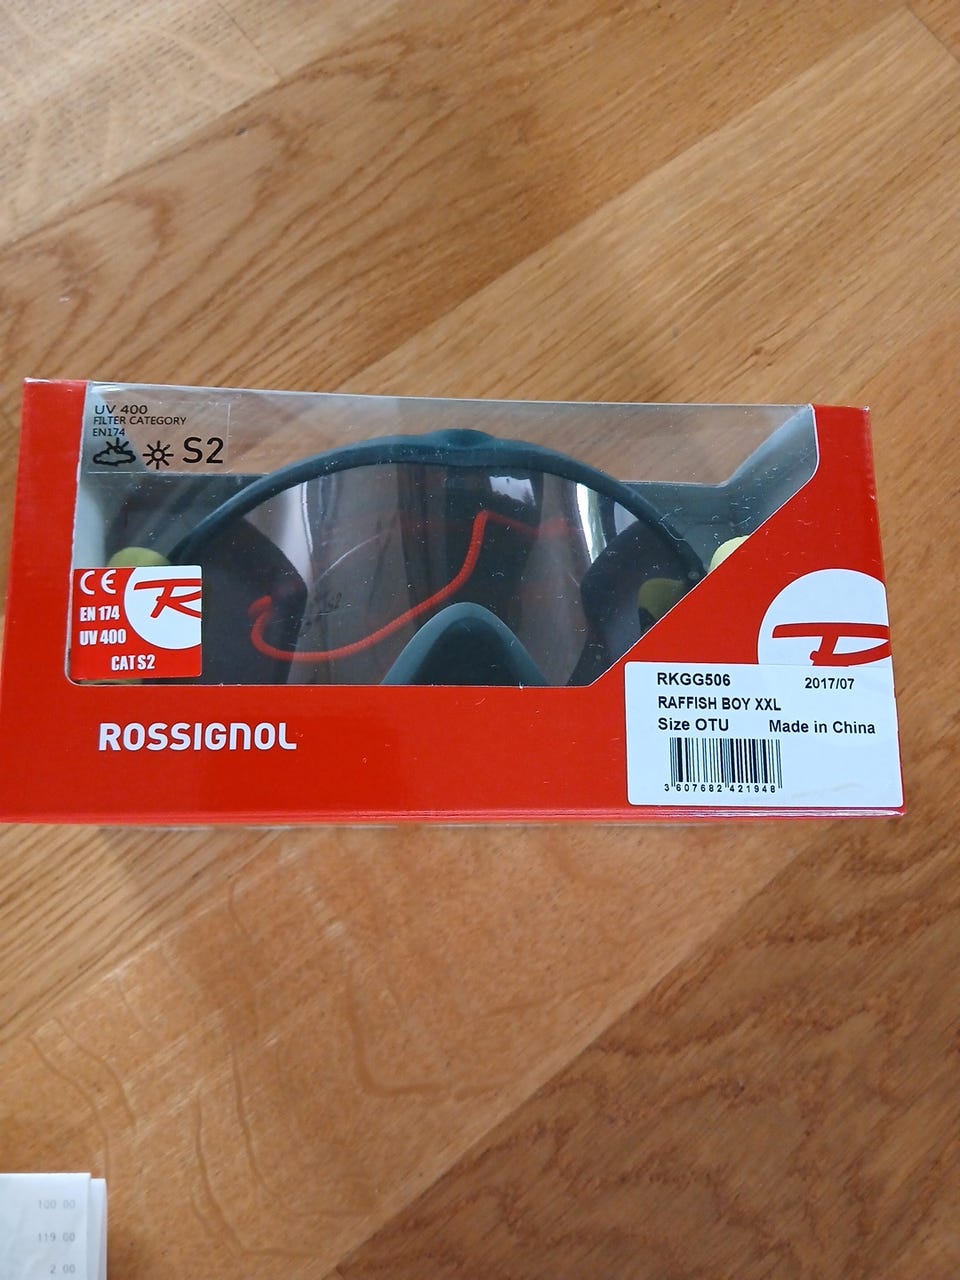 UV 400
FILTER CATEGORY
EN174
S2
CE
EN 174
UV 400
CAT S2
R
ROSSIGNOL
RKGG506 2017/07
RAFFISH BOY XXL
Size OTU Made in China
3 607682 421948
100 00
119 00
2 00